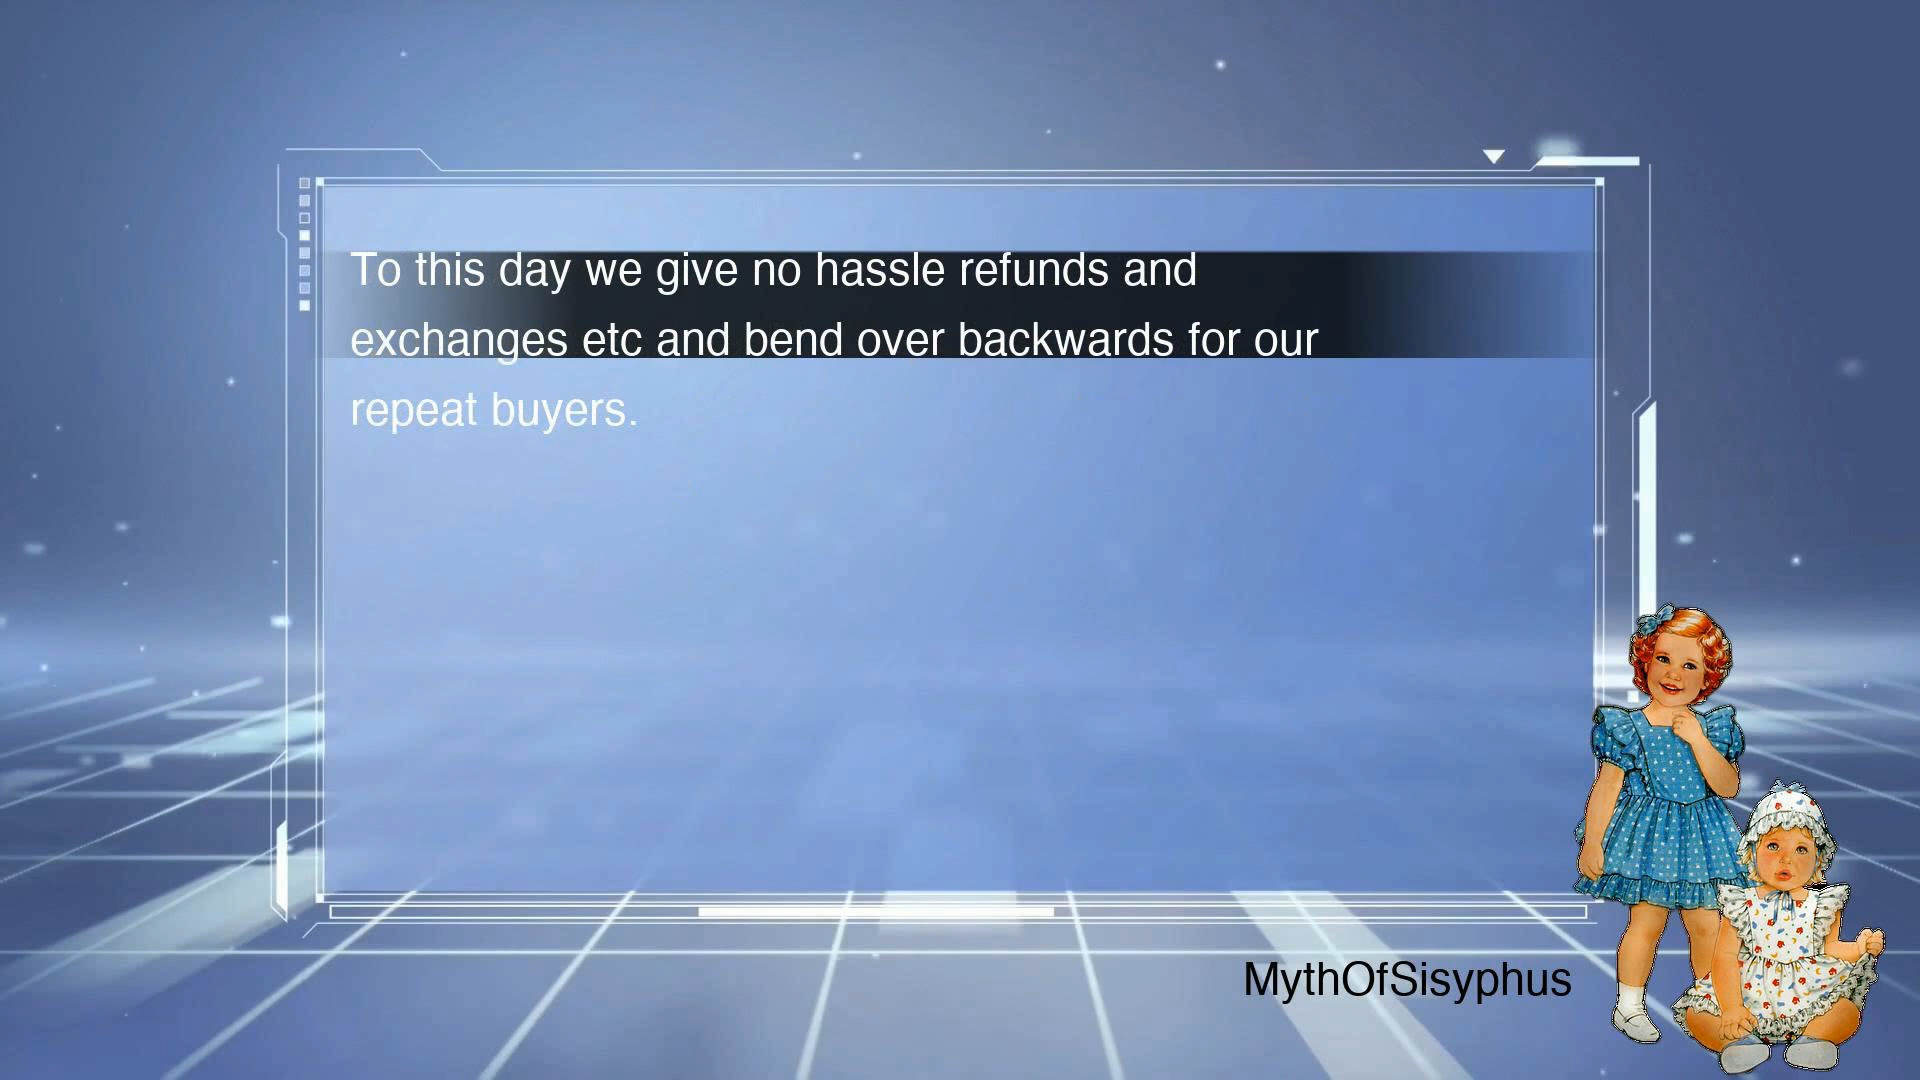 To this day we give no hassle refunds and
exchanges etc and bend over backwards for our
repeat buyers.
MythOfSisyphus